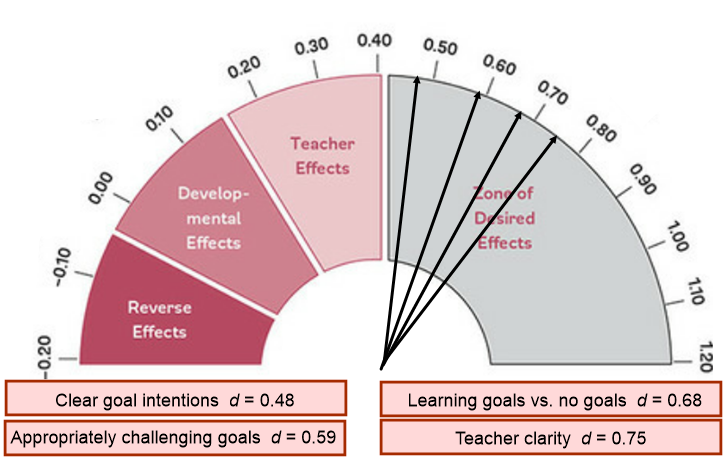 -0.20
-0.10
0.00
0.10
0.20
0.30
0.40
0.50
0.60
0.70
0.80
0.90
1.00
1.10
1.20
Reverse
Effects
Develop-
mental
Effects
Teacher
Effects
Zone of
Desired
Effects
Clear goal intentions d = 0.48
Appropriately challenging goals d = 0.59
Learning goals vs. no goals d = 0.68
Teacher clarity d = 0.75